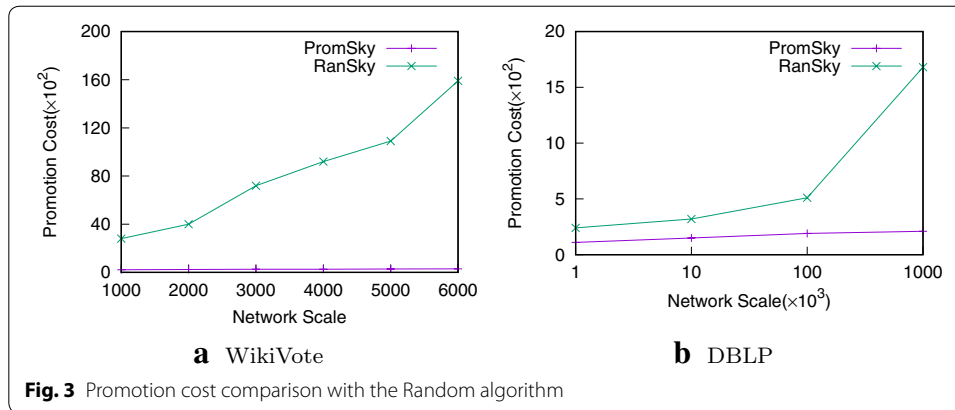 200
160
120
80
40
0
Promotion Cost(×10²)
PromSky
RanSky
1000 2000 3000 4000 5000 6000
Network Scale
a WikiVote
20
15
10
5
0
Promotion Cost(×10²)
PromSky
RanSky
1 10 100 1000
Network Scale(×10³)
b DBLP
Fig. 3 Promotion cost comparison with the Random algorithm